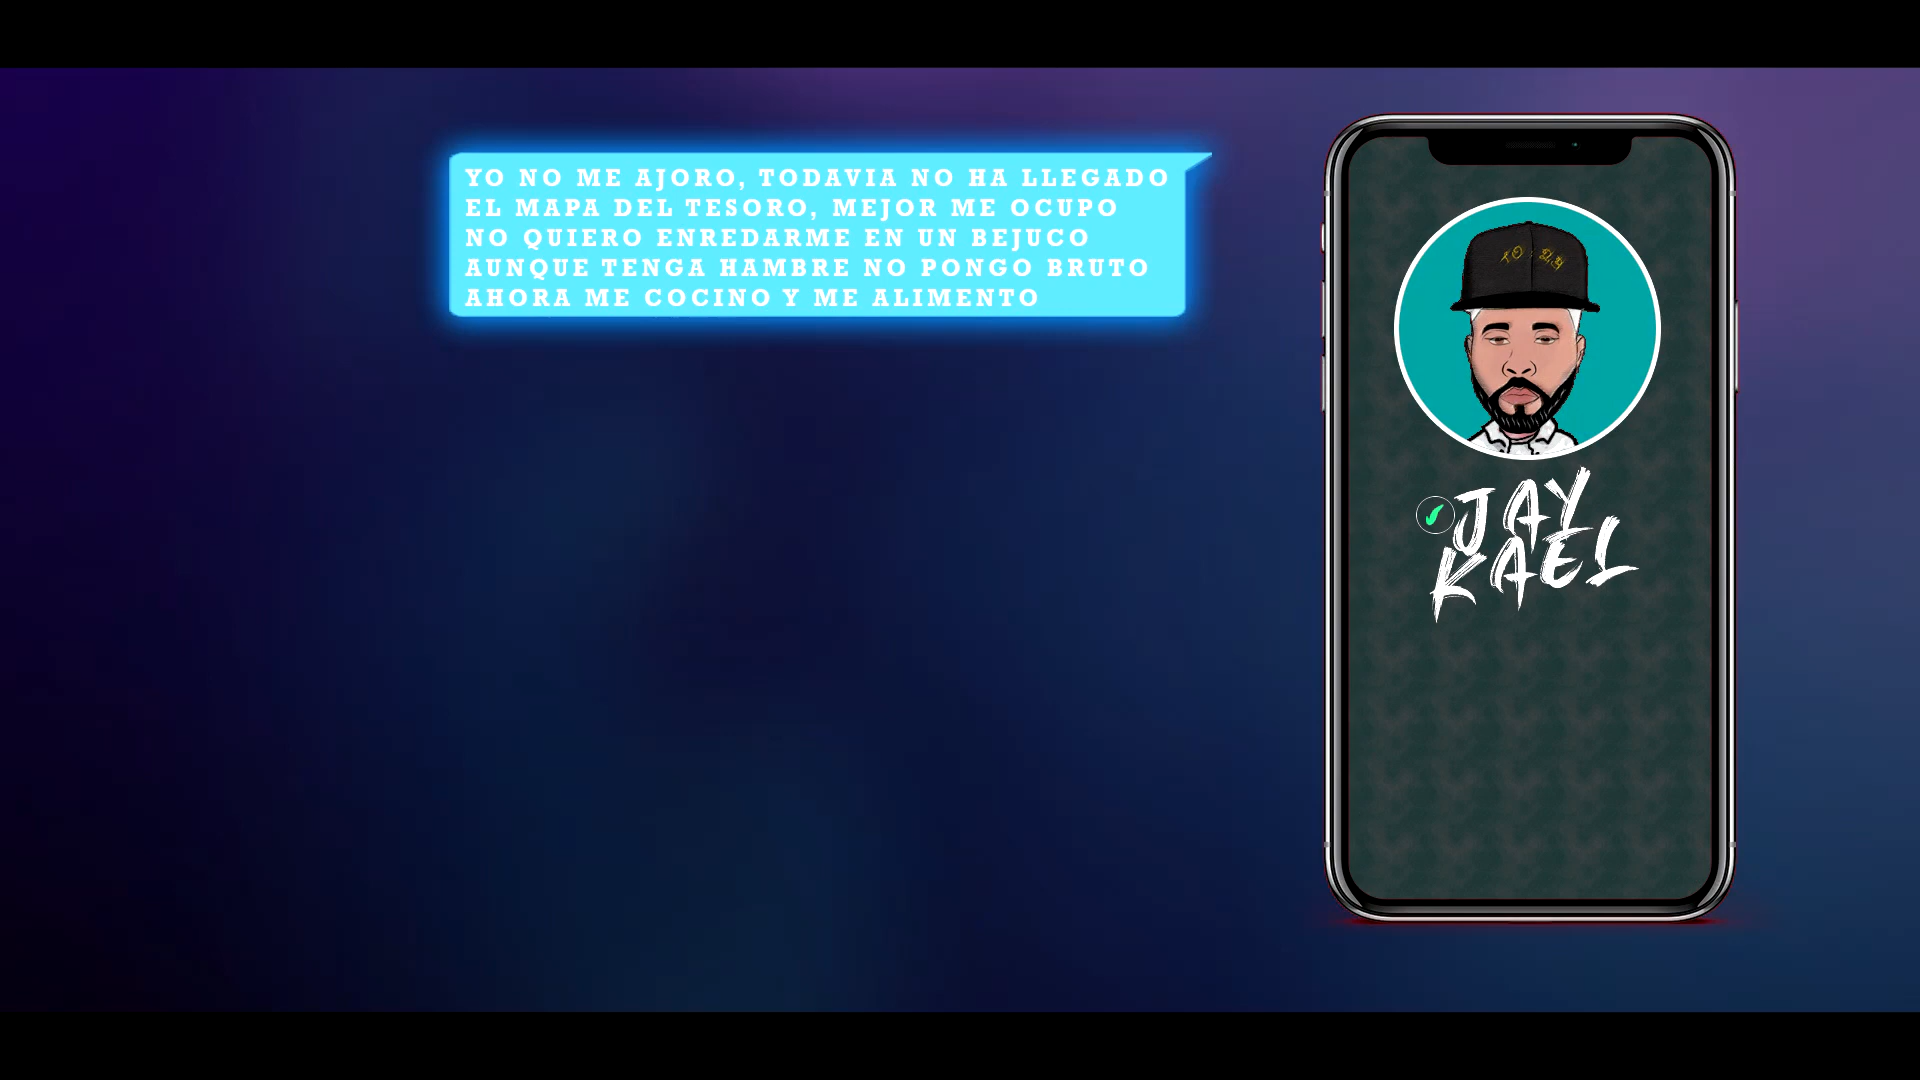 YO NO ME AJORO, TODAVIA NO HA LLEGADO
EL MAPA DEL TESORO, MEJOR ME OCUPO
NO QUIERO ENREDARME EN UN BEJUCO
AUNQUE TENGA HAMBRE NO PONGO BRUTO
AHORA ME COCINO Y ME ALIMENTO
JAY
KAEL